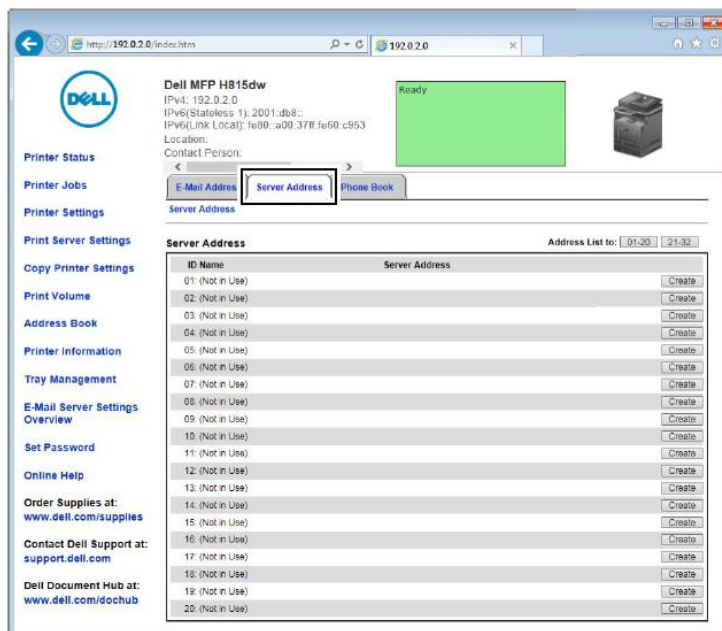 http://192.0.2.0/index.htm
192.0.2.0
DELL
Dell MFP H815dw
IPv4: 192.0.2.0
IPv6(Stateless 1): 2001:db8::
IPv6(Link Local): fe80::a00:37ff:fe60:c953
Location:
Contact Person:
Ready
Printer Status
Printer Jobs
Printer Settings
Print Server Settings
Copy Printer Settings
Print Volume
Address Book
Printer Information
Tray Management
E-Mail Server Settings
Overview
Set Password
Online Help
Order Supplies at:
www.dell.com/supplies
Contact Dell Support at:
support.dell.com
Dell Document Hub at:
www.dell.com/dochub
E-Mail Addres Server Address Phone Book
Server Address
Server Address Address List to: 01-20 21-32
ID Name Server Address
01: (Not in Use) Create
02: (Not in Use) Create
03: (Not in Use) Create
04: (Not in Use) Create
05: (Not in Use) Create
06: (Not in Use) Create
07: (Not in Use) Create
08: (Not in Use) Create
09: (Not in Use) Create
10: (Not in Use) Create
11: (Not in Use) Create
12: (Not in Use) Create
13: (Not in Use) Create
14: (Not in Use) Create
15: (Not in Use) Create
16: (Not in Use) Create
17: (Not in Use) Create
18: (Not in Use) Create
19: (Not in Use) Create
20: (Not in Use) Create